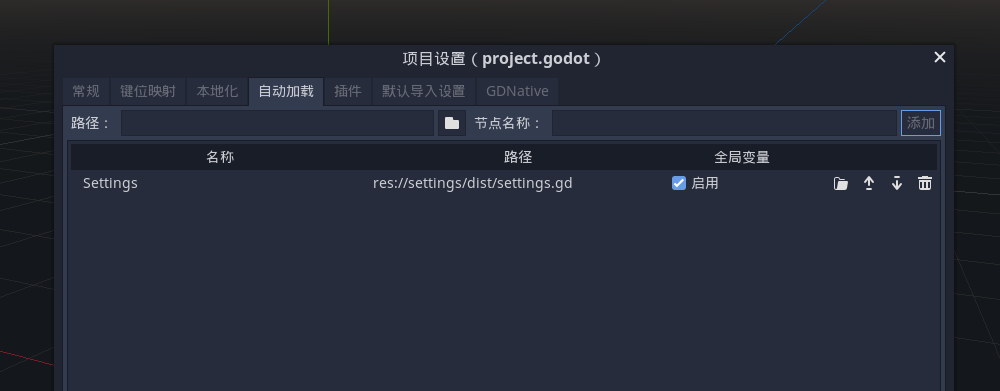 项目设置（project.godot）
常规 键位映射 本地化 自动加载 插件 默认导入设置 GDNative
路径： 节点名称： 添加
名称 路径 全局变量
Settings res://settings/dist/settings.gd 启用